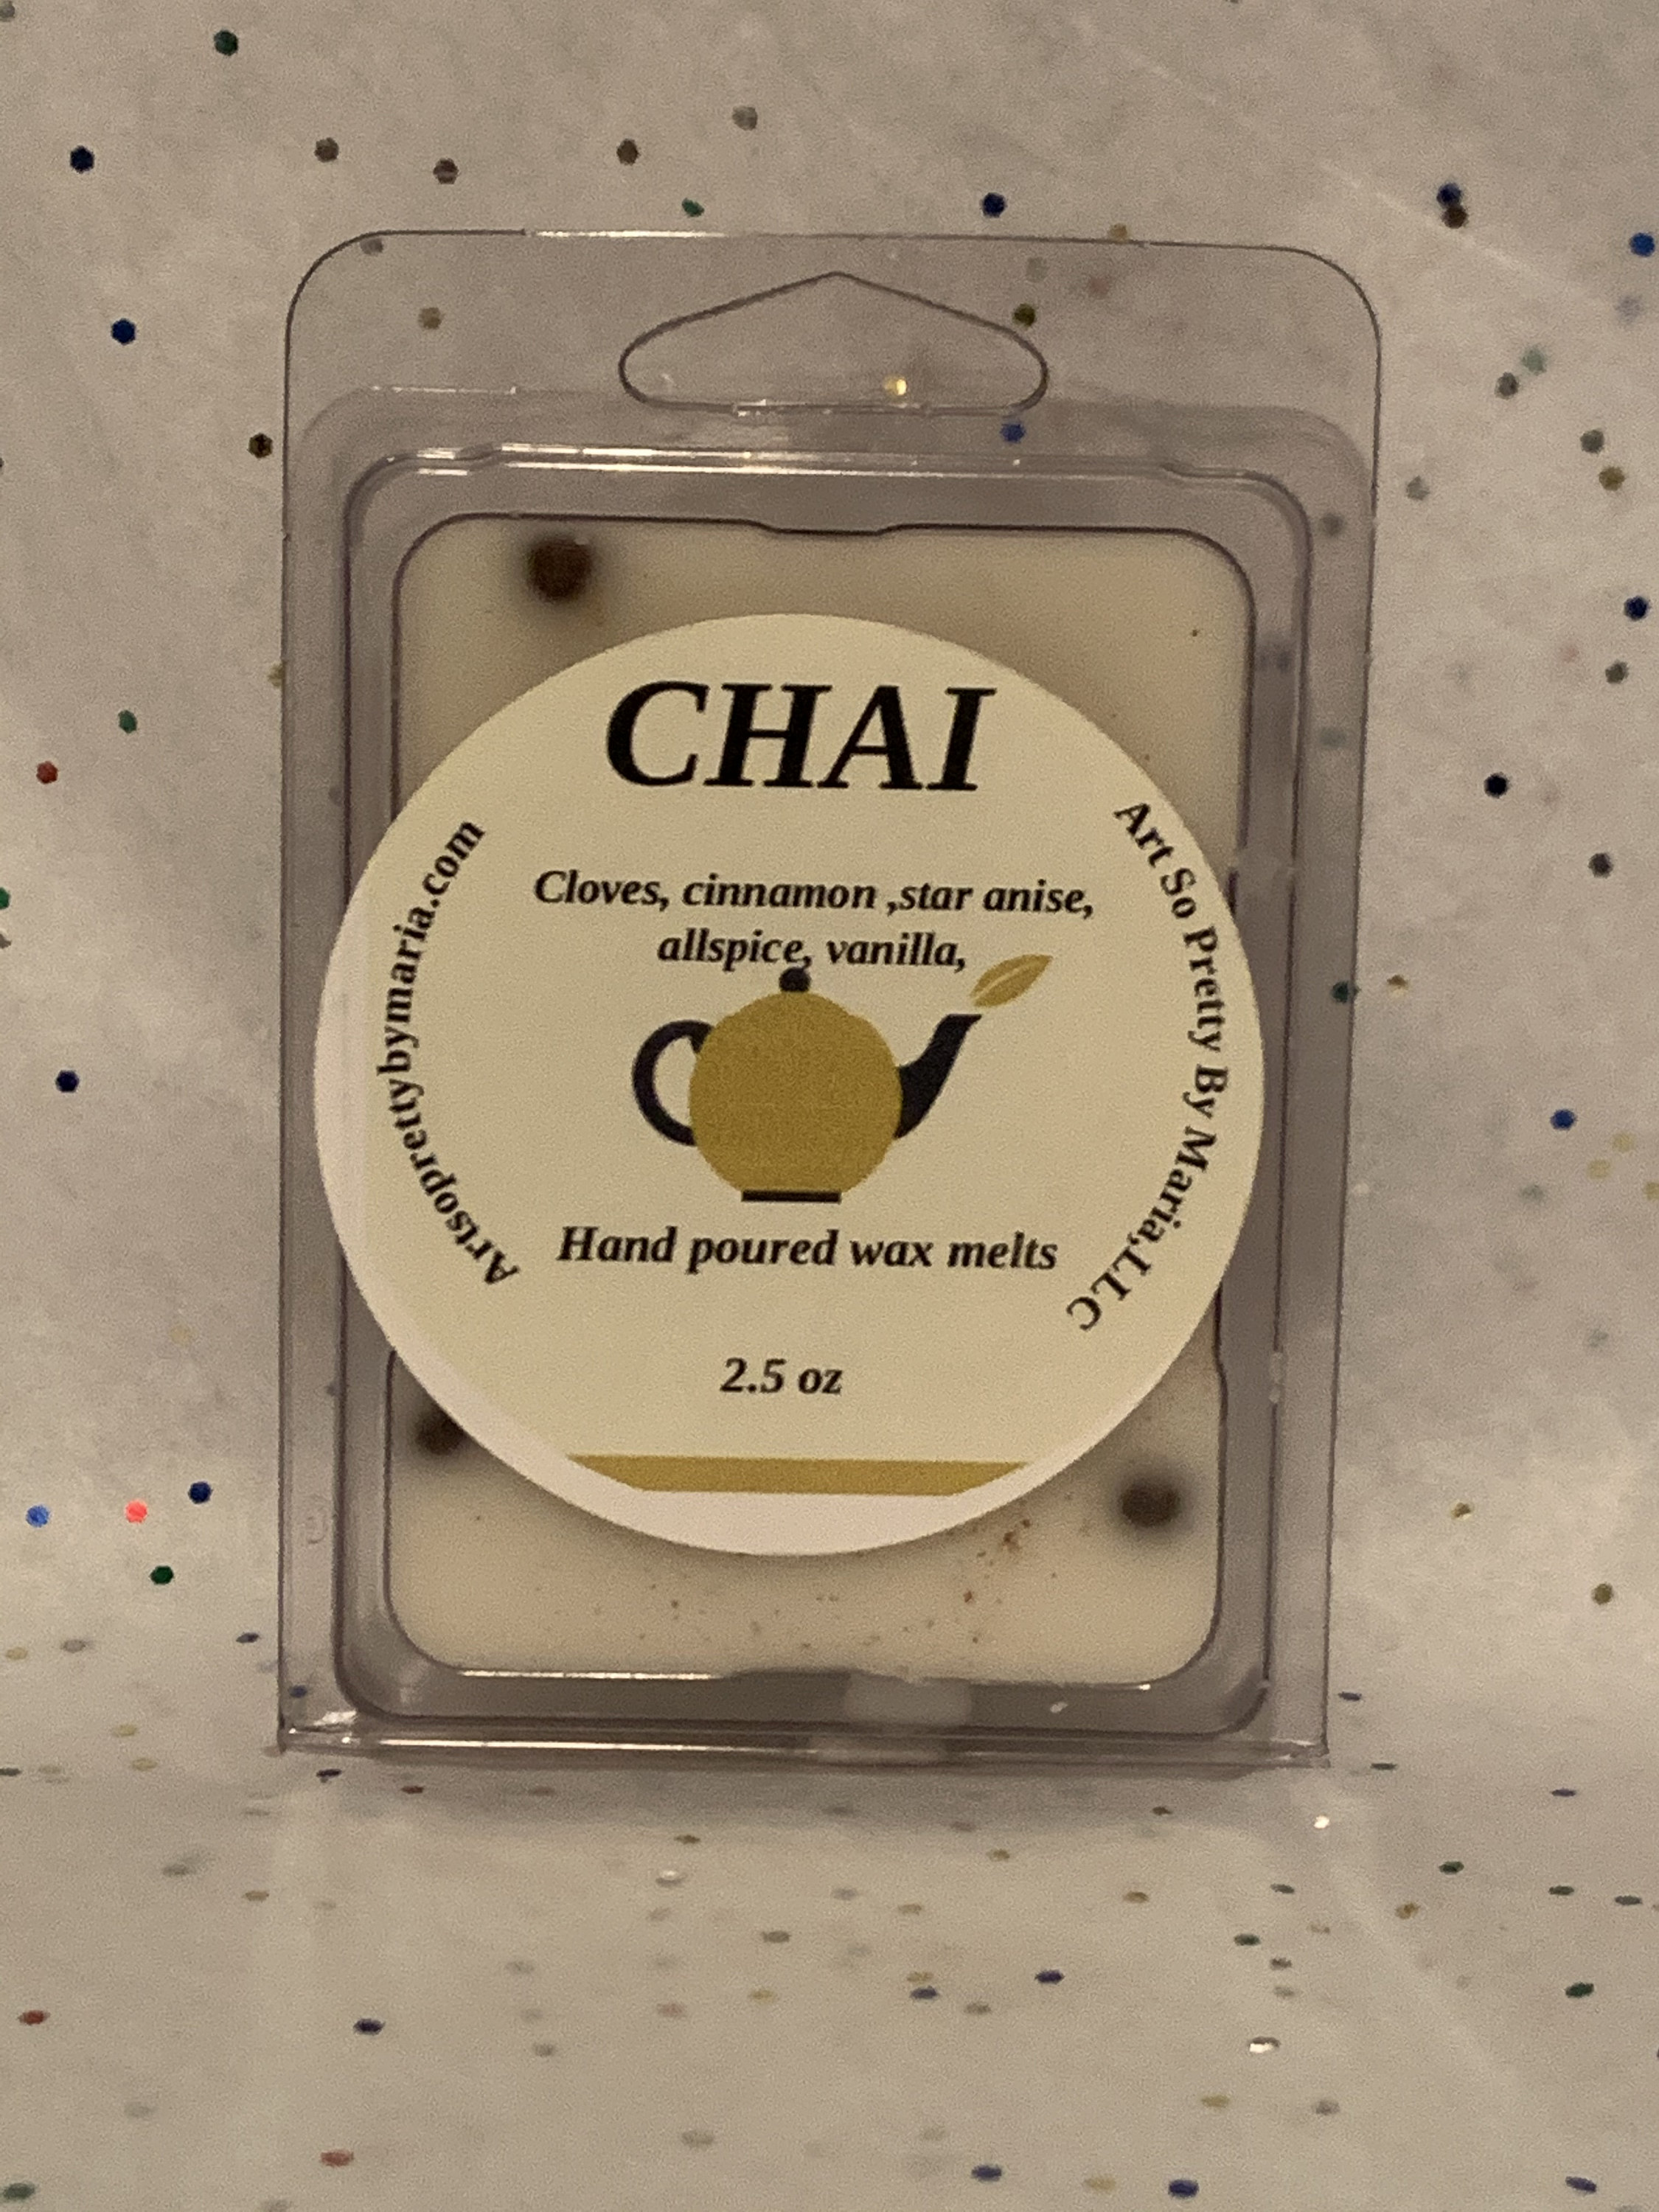 CHAI
Cloves, cinnamon ,star anise,
allspice, vanilla,
Artsoprettybymaria.com
Art So Pretty By Maria,LLC
Hand poured wax melts
2.5 oz